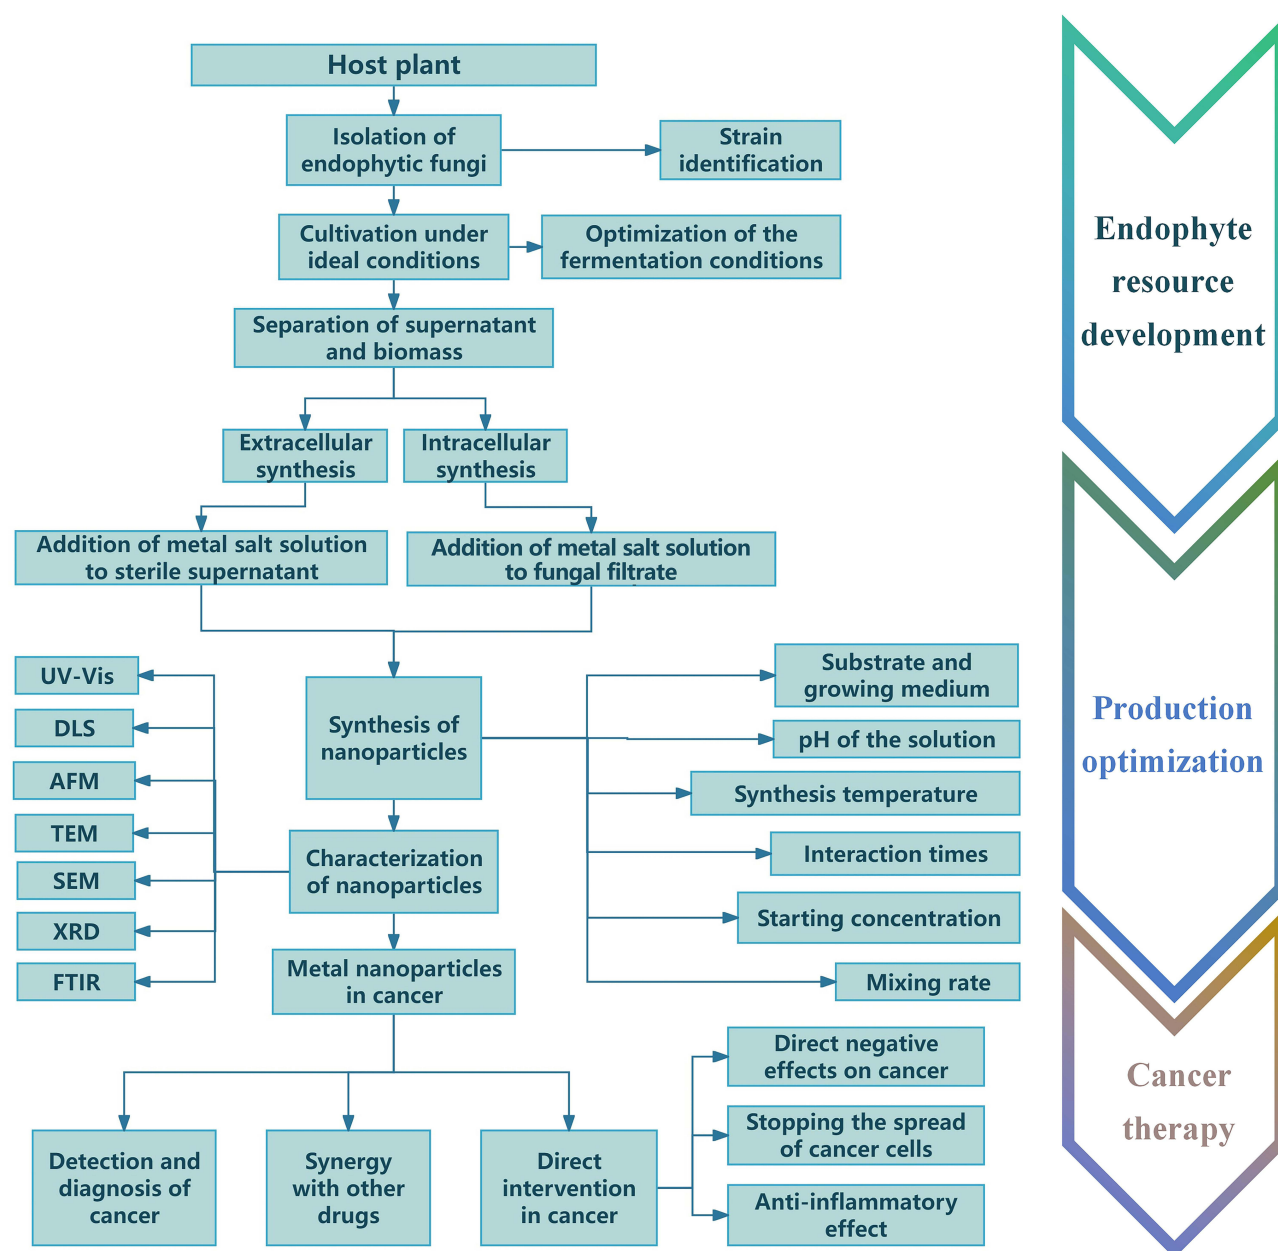 Host plant
Isolation of
endophytic fungi
Strain
identification
Cultivation under
ideal conditions
Optimization of the
fermentation conditions
Separation of supernatant
and biomass
Extracellular
synthesis
Intracellular
synthesis
Addition of metal salt solution
to sterile supernatant
Addition of metal salt solution
to fungal filtrate
UV-Vis
DLS
AFM
TEM
SEM
XRD
FTIR
Synthesis of
nanoparticles
Characterization
of nanoparticles
Metal nanoparticles
in cancer
Substrate and
growing medium
pH of the solution
Synthesis temperature
Interaction times
Starting concentration
Mixing rate
Detection and
diagnosis of
cancer
Synergy
with other
drugs
Direct
intervention
in cancer
Direct negative
effects on cancer
Stopping the spread
of cancer cells
Anti-inflammatory
effect
Endophyte
resource
development
Production
optimization
Cancer
therapy